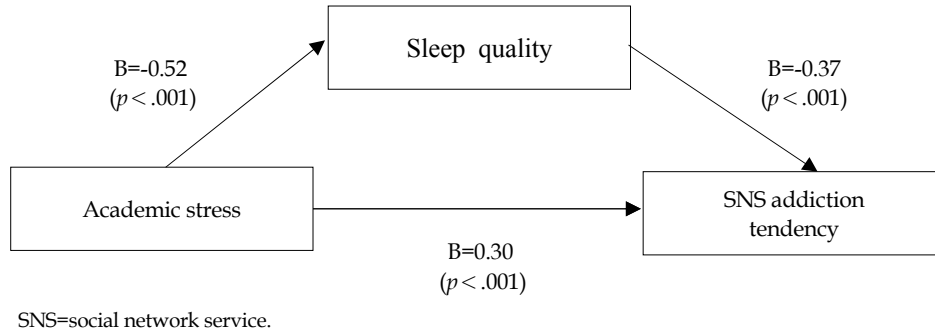 Sleep quality
B=-0.52
(p < .001)
B=-0.37
(p < .001)
Academic stress
SNS addiction
tendency
B=0.30
(p < .001)
SNS=social network service.